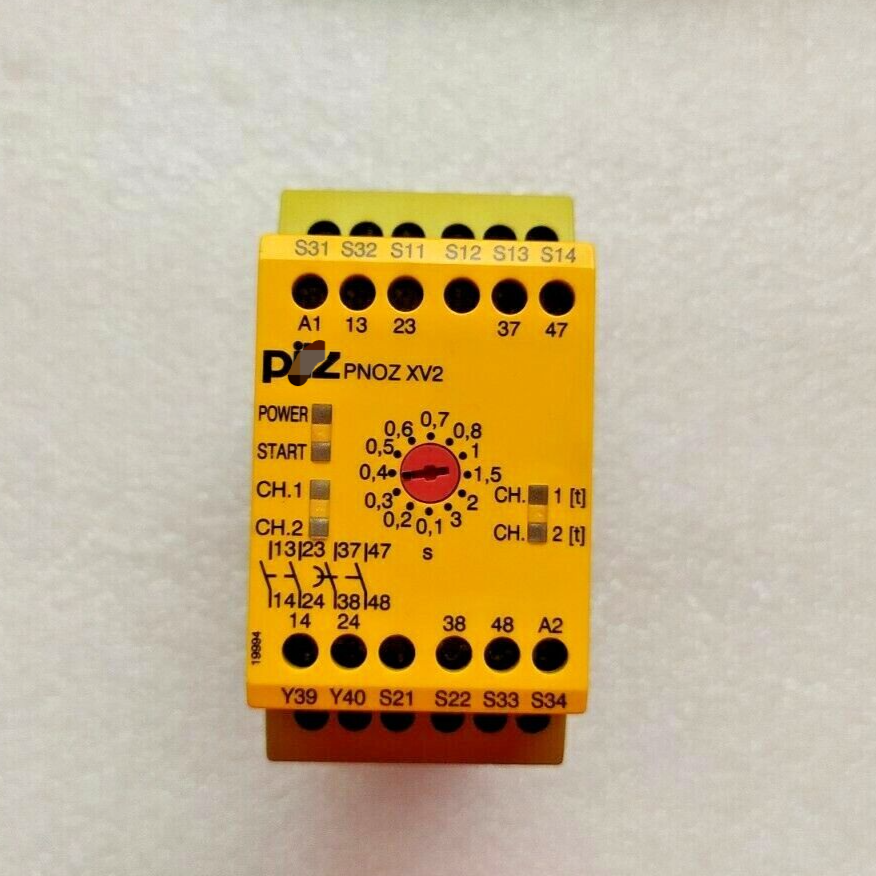 S31 S32 S11 S12 S13 S14
A1 13 23 37 47
PNOZ XV2
POWER
START
CH.1
CH.2
0,7
0,6 0,8
0,5 1
0,4 1,5
0,3 2
0,2 3
0,1
s
CH. 1 [t]
CH. 2 [t]
13 23 37 47
14 24 38 48
14 24 38 48 A2
19994
Y39 Y40 S21 S22 S33 S34